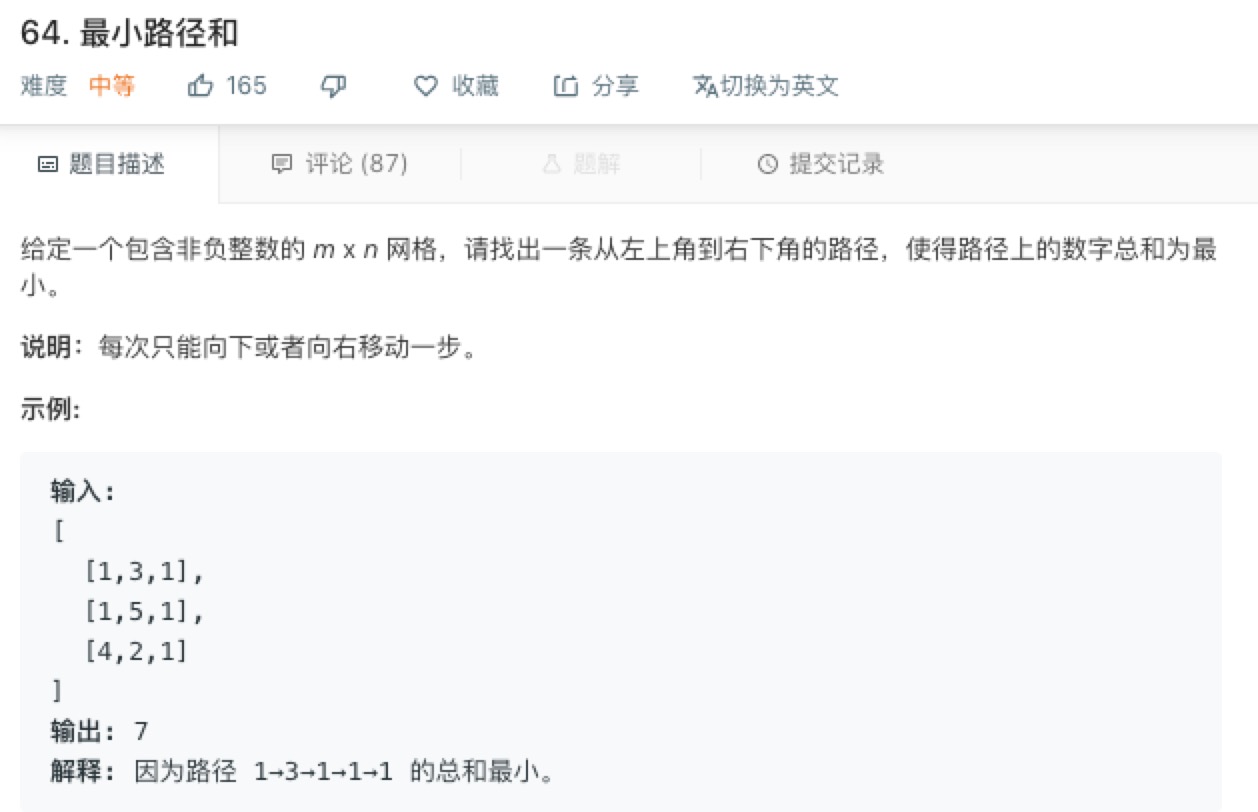 64. 最小路径和
难度 中等 165 收藏 分享 切换为英文
题目描述 评论 (87) 题解 提交记录
给定一个包含非负整数的 m x n 网格，请找出一条从左上角到右下角的路径，使得路径上的数字总和为最
小。
说明：每次只能向下或者向右移动一步。
示例:
输入:
[
[1,3,1],
[1,5,1],
[4,2,1]
]
输出: 7
解释: 因为路径 1→3→1→1→1 的总和最小。